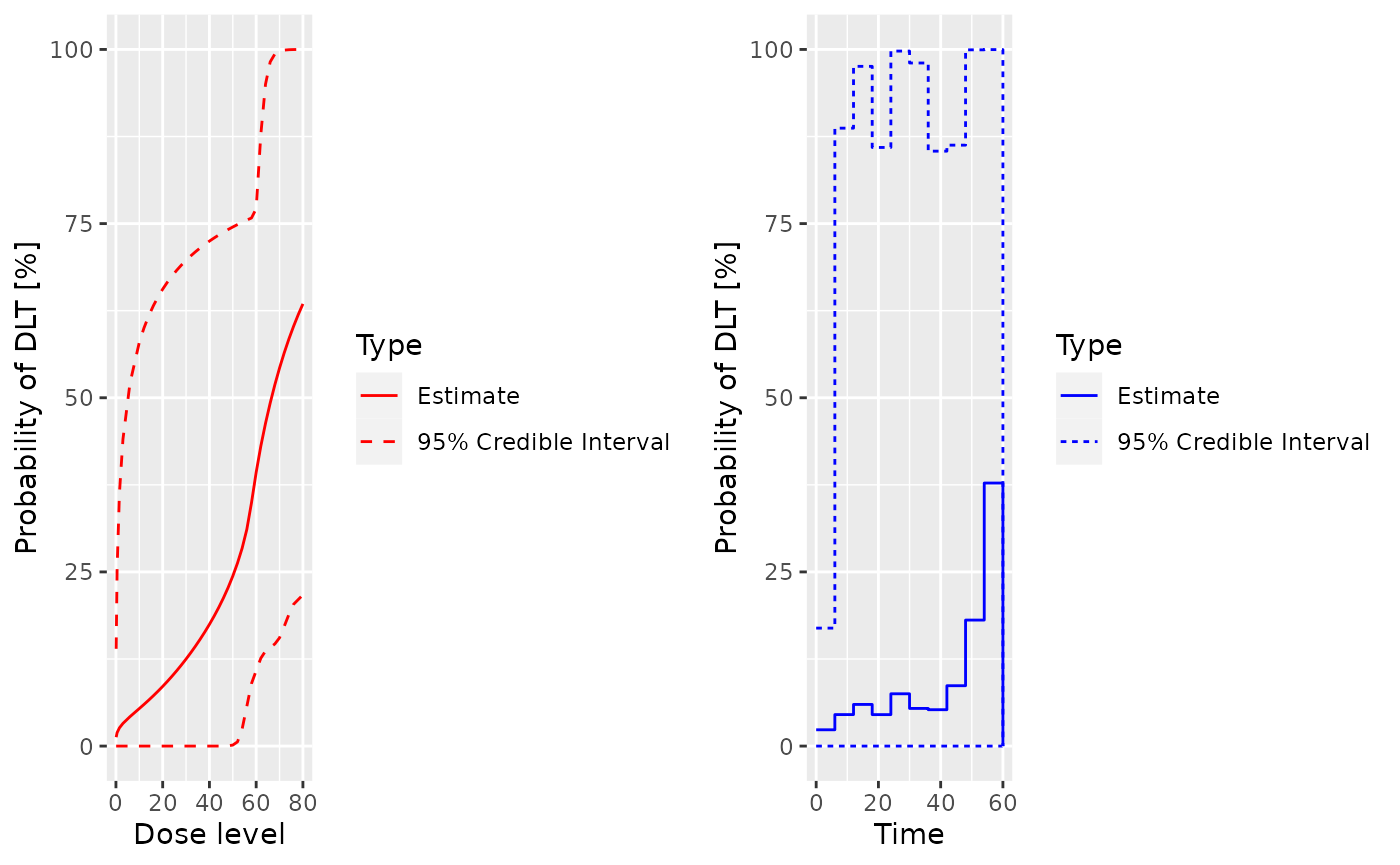 Probability of DLT [%]
100
75
50
25
0
0 20 40 60 80
Dose level
Type
Estimate
95% Credible Interval
Probability of DLT [%]
100
75
50
25
0
0 20 40 60
Time
Type
Estimate
95% Credible Interval